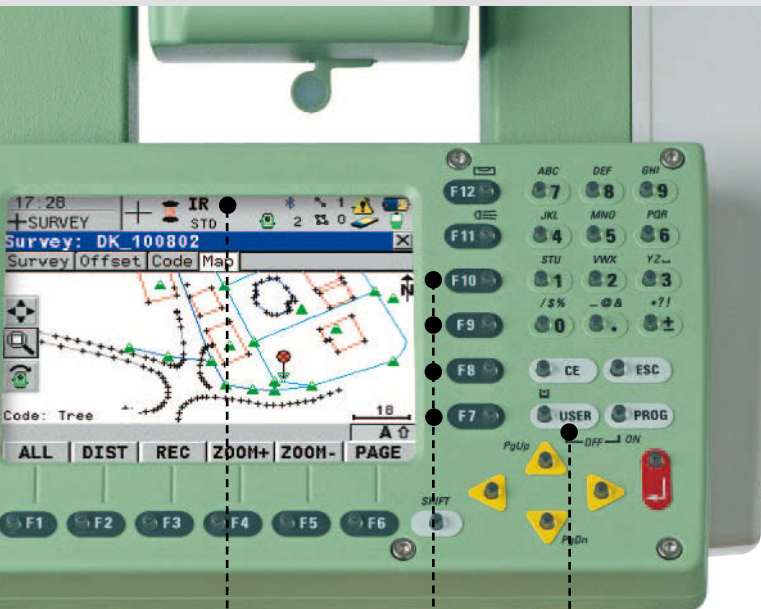 17:28
IR
1
+SURVEY
STD
2
0
Survey: DK_100802
Survey Offset Code Map
N
Code: Tree
18
A
ALL DIST REC ZOOM+ ZOOM- PAGE
F1 F2 F3 F4 F5 F6
SHIFT
F12
F11
F10
F9
F8
F7
ABC DEF GHI
7 8 9
JKL MNO PQR
4 5 6
STU VWX YZ
1 2 3
/$% _@& *?!
0 . ±
CE ESC
USER PROG
OFF ON
PgUp
PgDn